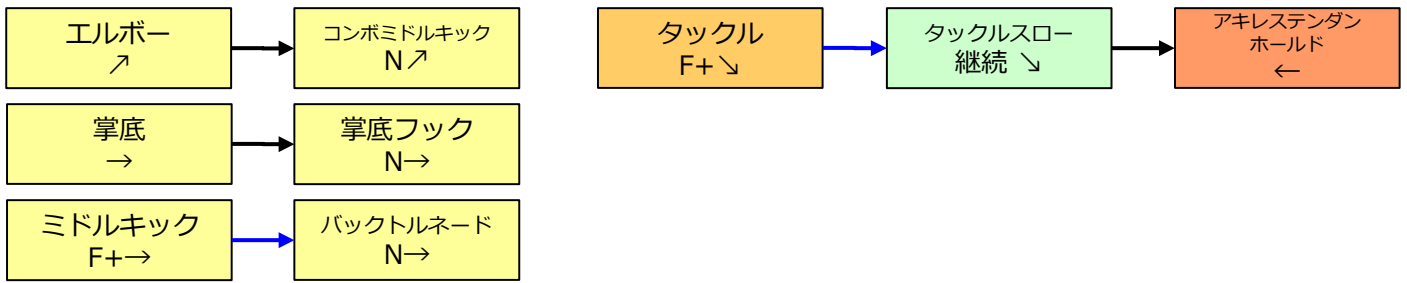 エルボー
↗
コンボミドルキック
N↗
タックル
F+↘
タックルスロー
継続 ↘
アキレステンダン
ホールド
←
掌底
→
掌底フック
N→
ミドルキック
F+→
バックトルネード
N→